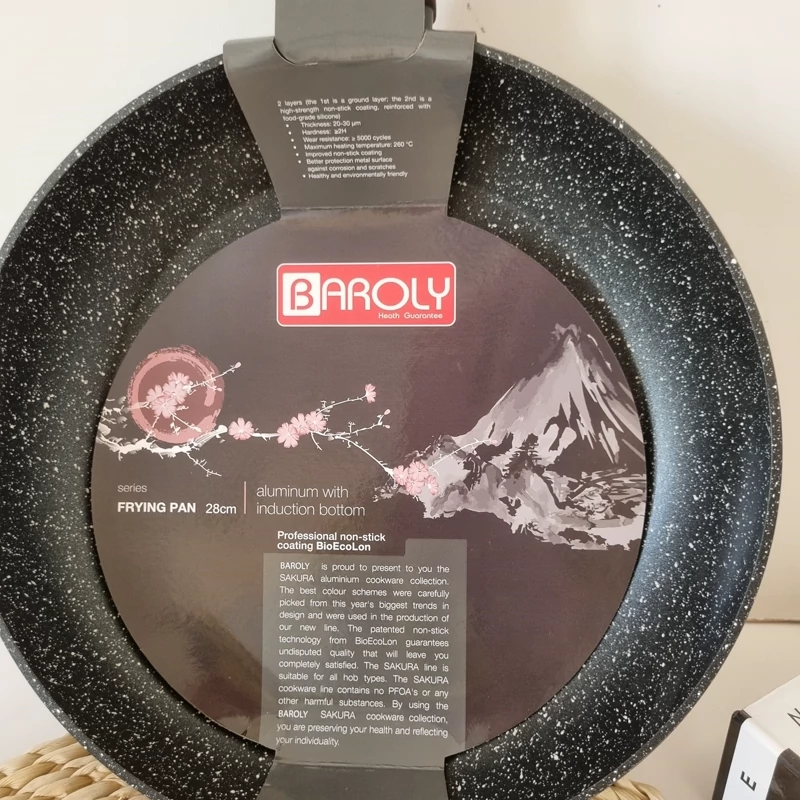 2 layers (the 1st is a ground layer; the 2nd is a
high-strength non-stick coating, reinforced with
food-grade silicone)
• Thickness: 20-30 μm
• Hardness: ≥2H
• Wear resistance: ≥ 5000 cycles
• Maximum heating temperature: 260 °C
• Improved non-stick coating
• Better protection metal surface
against corrosion and scratches
• Healthy and environmentally friendly
BAROLY
Heath Guarantee
series
FRYING PAN 28cm
aluminum with
induction bottom
Professional non-stick
coating BioEcoLon
BAROLY is proud to present to you the
SAKURA aluminium cookware collection.
The best colour schemes were carefully
picked from this year's biggest trends in
design and were used in the production of
our new line. The patented non-stick
technology from BioEcoLon guarantees
undisputed quality that will leave you
completely satisfied. The SAKURA line is
suitable for all hob types. The SAKURA
cookware line contains no PFOA's or any
other harmful substances. By using the
BAROLY SAKURA cookware collection,
you are preserving your health and reflecting
your individuality.
N
E